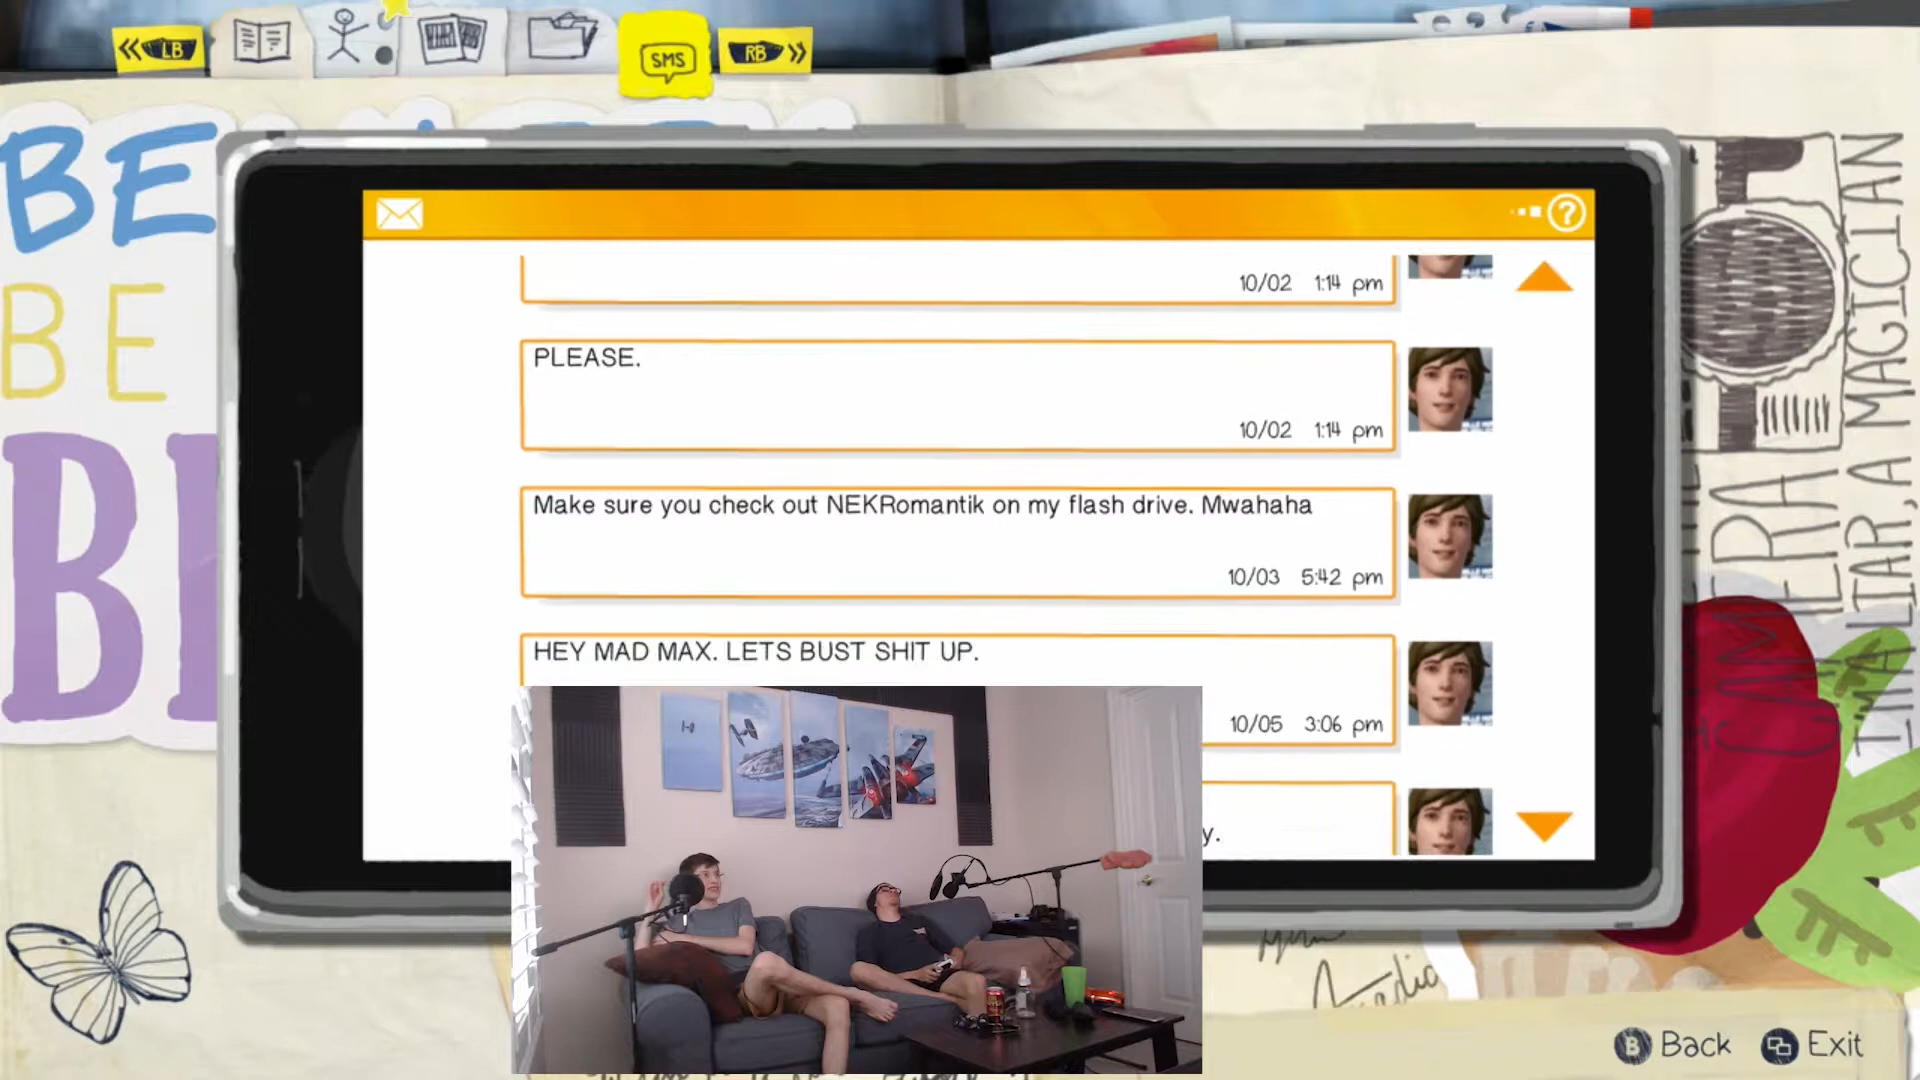 LB
SMS
RB
BE
BE
10/02 1:14 pm
PLEASE.
10/02 1:14 pm
Make sure you check out NEKRomantik on my flash drive. Mwahaha
10/03 5:42 pm
HEY MAD MAX. LETS BUST SHIT UP.
10/05 3:06 pm
y.
A LIAR, A MAGICIAN
B Back
Exit